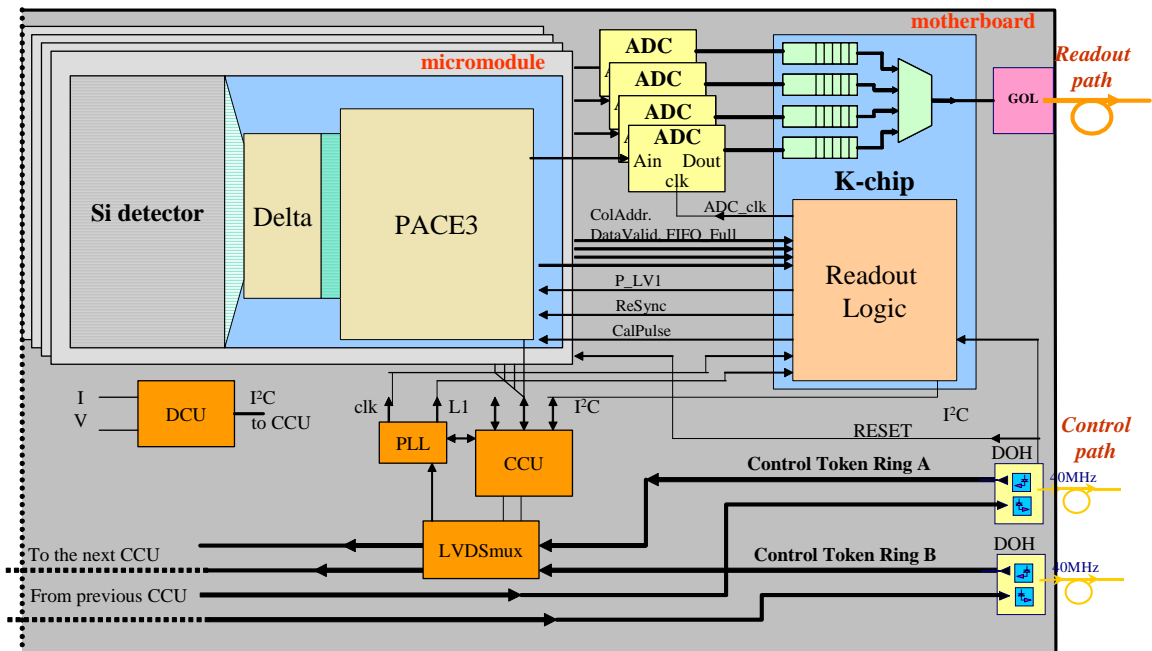 motherboard
micromodule
ADC
ADC
ADC
ADC
Ain Dout
clk
A
A
A
Readout
path
GOL
K-chip
Si detector
Delta
PACE3
ColAddr.
ADC_clk
DataValid, FIFO_Full
P_LV1
ReSync
CalPulse
Readout
Logic
I
V
DCU
I²C
to CCU
clk
L1
I²C
I²C
PLL
CCU
RESET
Control
path
DOH
40MHz
Control Token Ring A
LVDSmux
To the next CCU
Control Token Ring B
DOH
40MHz
From previous CCU